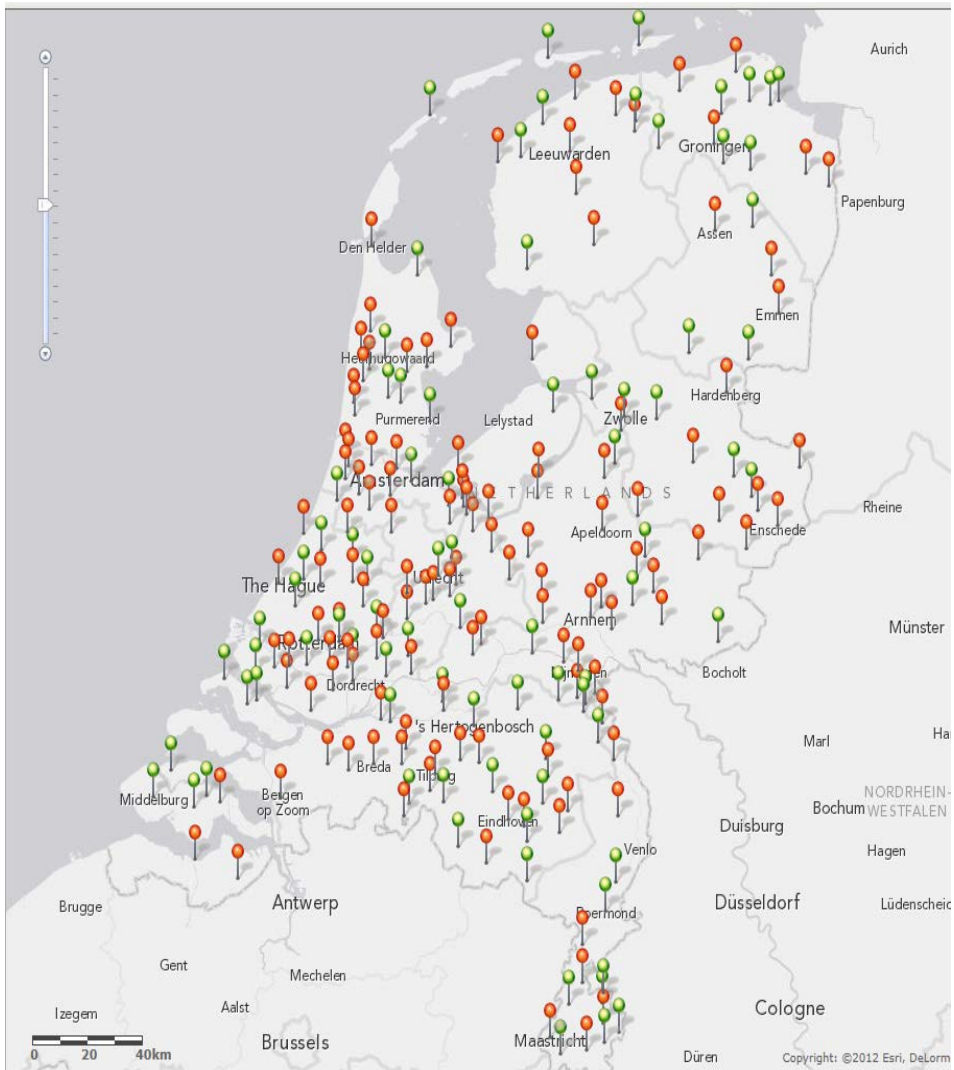 Aurich
Leeuwarden
Groningen
Papenburg
Den Helder
Assen
Emmen
Heerhugowaard
Hardenberg
Purmerend
Lelystad
Zwolle
Amsterdam
NETHERLANDS
Rheine
Apeldoorn
Enschede
The Hague
Utrecht
Arnhem
Münster
Rotterdam
Bocholt
Dordrecht
Nijmegen
's Hertogenbosch
Marl
Ha
Breda
Tilburg
Middelburg
Bergen
op Zoom
NORDRHEIN-
WESTFALEN
Bochum
Eindhoven
Duisburg
Venlo
Hagen
Brugge
Antwerp
Roermond
Düsseldorf
Lüdenscheid
Gent
Mechelen
Aalst
Izegem
Cologne
0 20 40km
Brussels
Maastricht
Düren
Copyright: ©2012 Esri, DeLorm